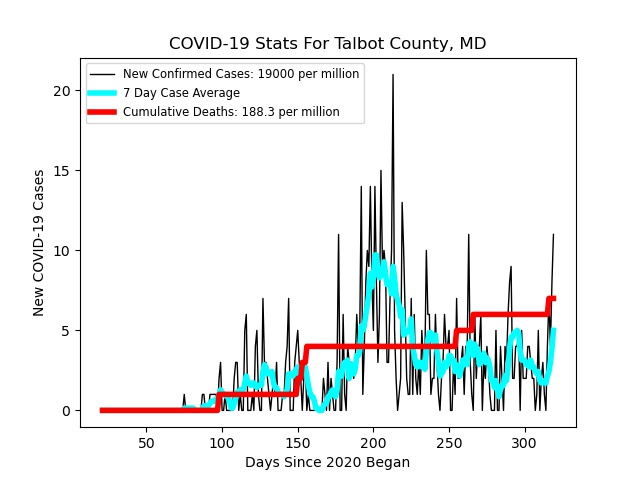 COVID-19 Stats For Talbot County, MD
New Confirmed Cases: 19000 per million
7 Day Case Average
Cumulative Deaths: 188.3 per million
New COVID-19 Cases
20
15
10
5
0
50 100 150 200 250 300
Days Since 2020 Began